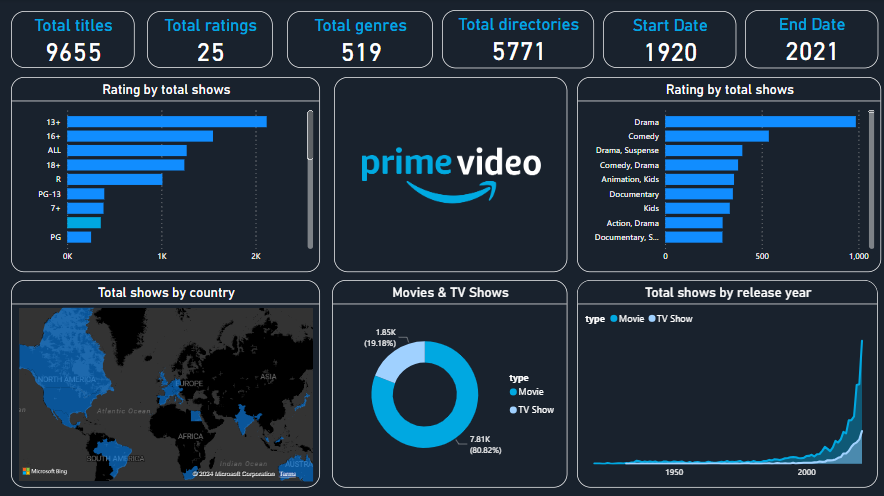 Total titles
9655
Total ratings
25
Total genres
519
Total directories
5771
Start Date
1920
End Date
2021
Rating by total shows
13+
16+
ALL
18+
R
PG-13
7+
PG
0K
1K
2K
prime video
Rating by total shows
Drama
Comedy
Drama, Suspense
Comedy, Drama
Animation, Kids
Documentary
Kids
Action, Drama
Documentary, S...
0
500
1,000
Total shows by country
NORTH AMERICA
EUROPE
ASIA
Atlantic Ocean
AFRICA
SOUTH AMERICA
Indian Ocean
AUSTRA
Microsoft Bing
© 2024 Microsoft Corporation Terms
Movies & TV Shows
1.85K
(19.18%)
type
Movie
TV Show
7.81K
(80.82%)
Total shows by release year
type Movie TV Show
1950
2000